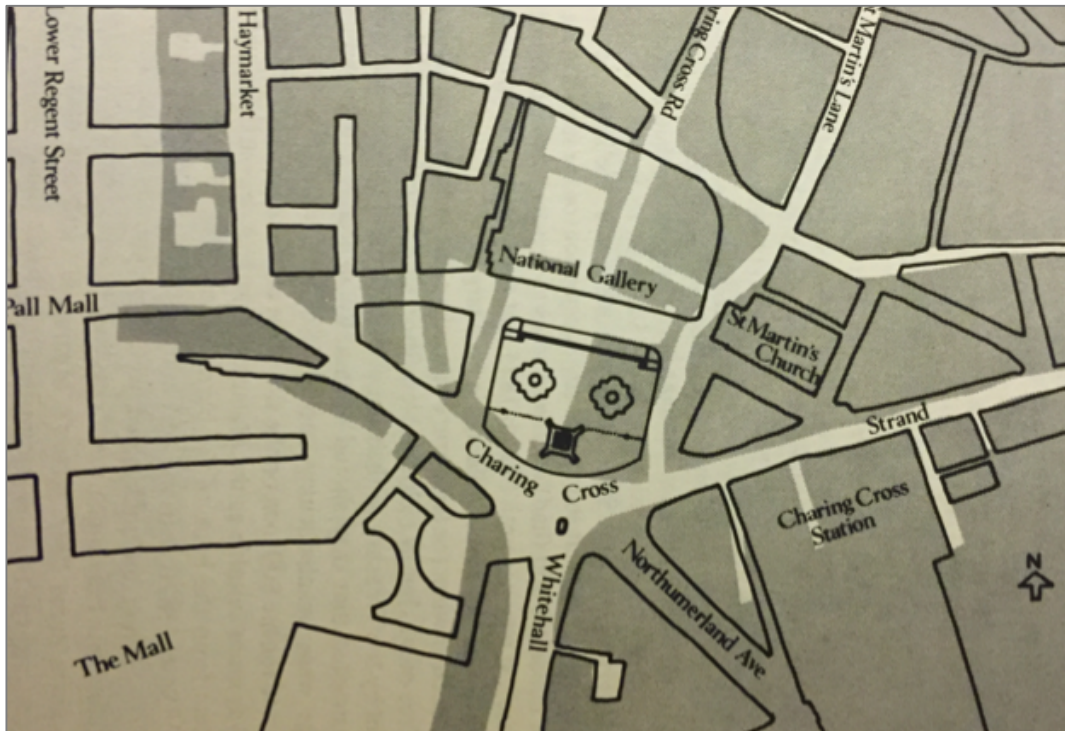 Lower Regent Street
Haymarket
ring Cross Rd
t Martin's Lane
Pall Mall
National Gallery
St Martin's
Church
Strand
Charing Cross
Charing Cross
Station
Whitehall
Northumerland Ave
The Mall
N